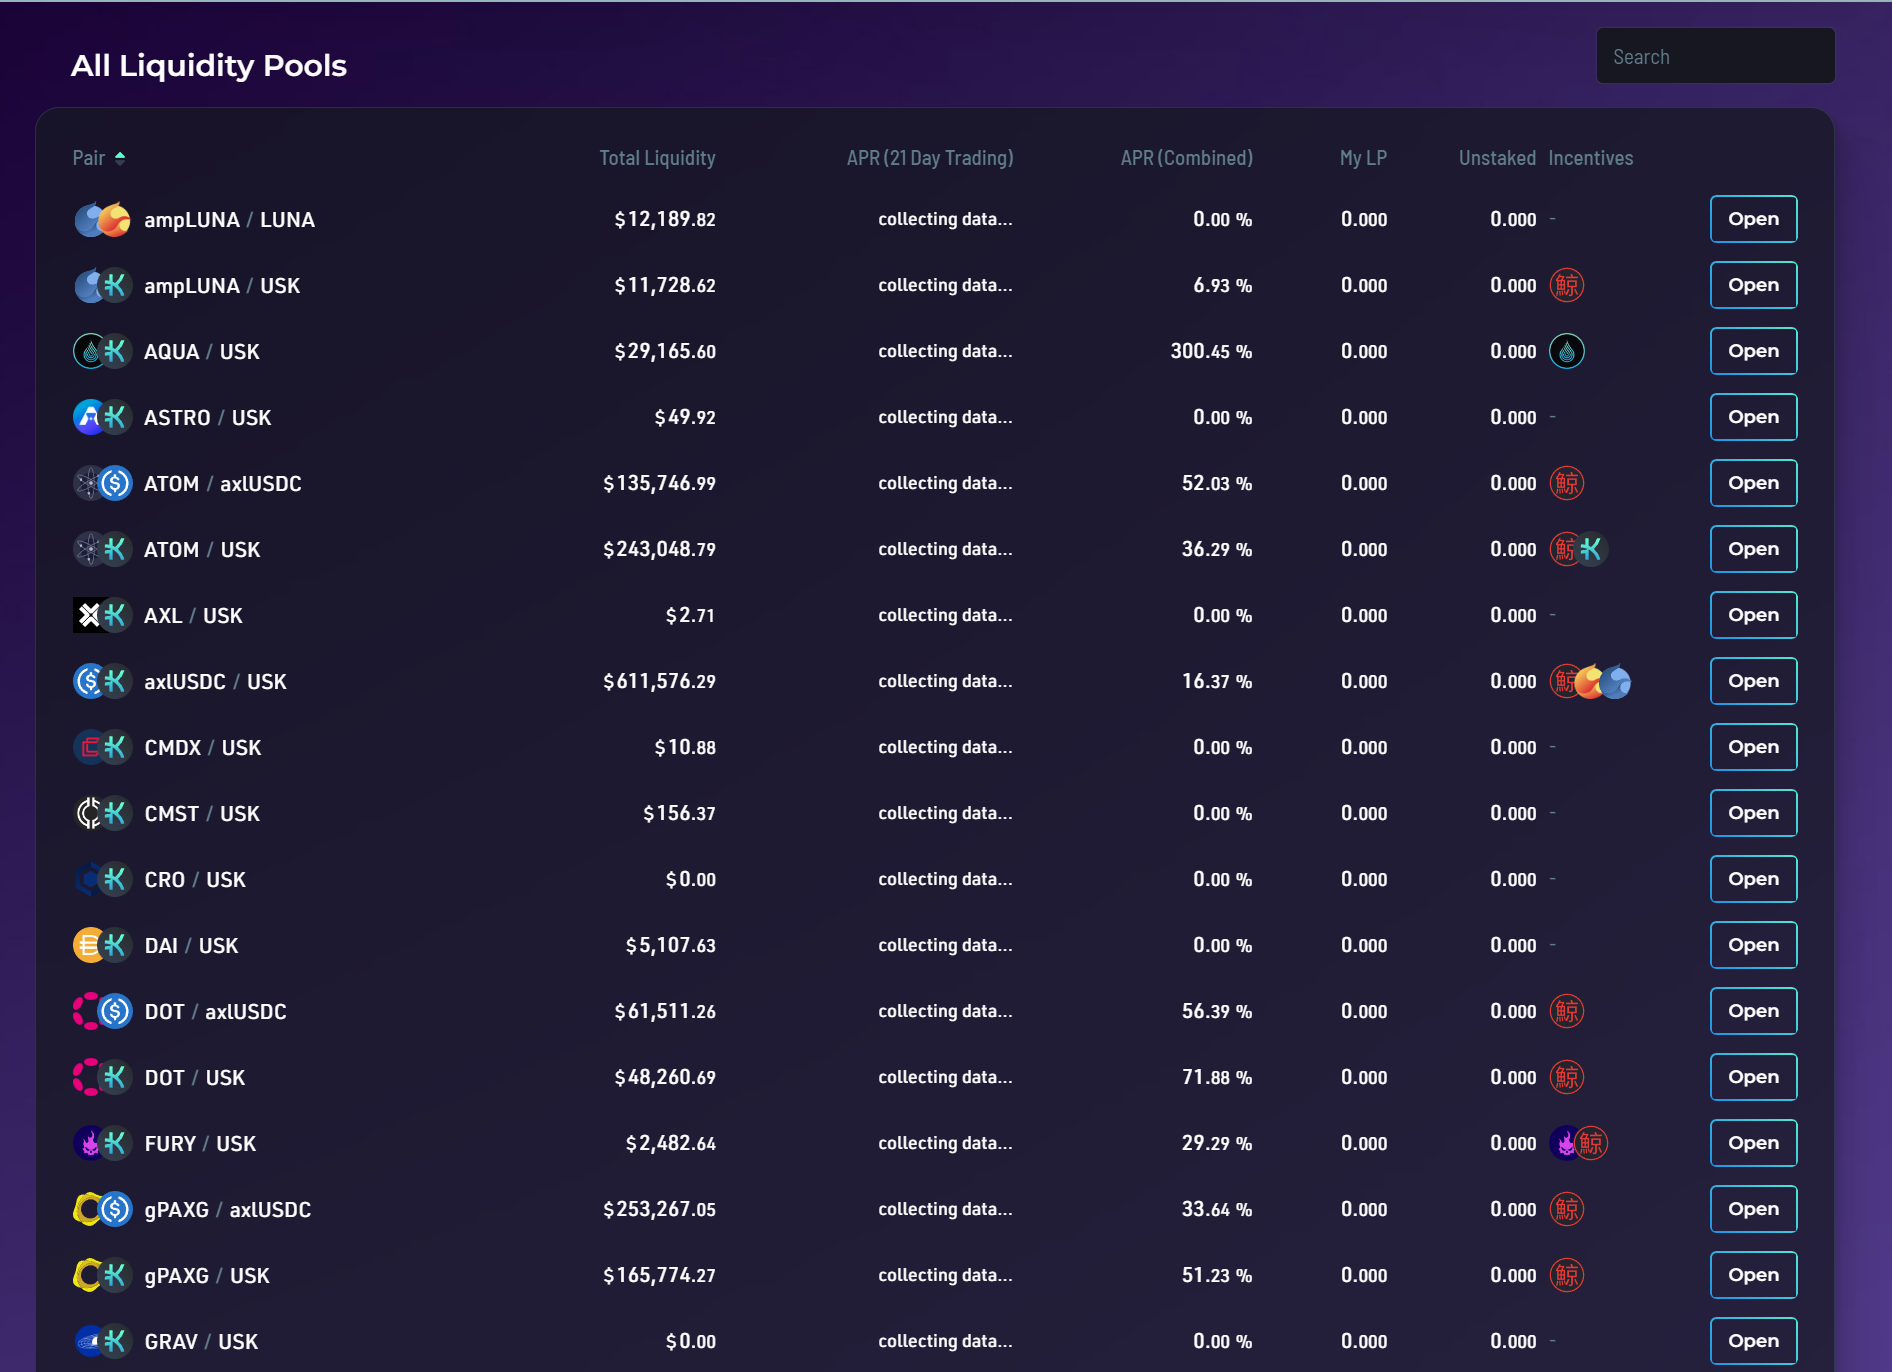 All Liquidity Pools
Search
Pair Total Liquidity APR (21 Day Trading) APR (Combined) My LP Unstaked Incentives
ampLUNA / LUNA $12,189.82 collecting data... 0.00 % 0.000 0.000 - Open
ampLUNA / USK $11,728.62 collecting data... 6.93 % 0.000 0.000 鯨 Open
AQUA / USK $29,165.60 collecting data... 300.45 % 0.000 0.000 Open
ASTRO / USK $49.92 collecting data... 0.00 % 0.000 0.000 - Open
ATOM / axlUSDC $135,746.99 collecting data... 52.03 % 0.000 0.000 鯨 Open
ATOM / USK $243,048.79 collecting data... 36.29 % 0.000 0.000 鯨 Open
AXL / USK $2.71 collecting data... 0.00 % 0.000 0.000 - Open
axlUSDC / USK $611,576.29 collecting data... 16.37 % 0.000 0.000 鯨 Open
CMDX / USK $10.88 collecting data... 0.00 % 0.000 0.000 - Open
CMST / USK $156.37 collecting data... 0.00 % 0.000 0.000 - Open
CRO / USK $0.00 collecting data... 0.00 % 0.000 0.000 - Open
DAI / USK $5,107.63 collecting data... 0.00 % 0.000 0.000 - Open
DOT / axlUSDC $61,511.26 collecting data... 56.39 % 0.000 0.000 鯨 Open
DOT / USK $48,260.69 collecting data... 71.88 % 0.000 0.000 鯨 Open
FURY / USK $2,482.64 collecting data... 29.29 % 0.000 0.000 鯨 Open
gPAXG / axlUSDC $253,267.05 collecting data... 33.64 % 0.000 0.000 鯨 Open
gPAXG / USK $165,774.27 collecting data... 51.23 % 0.000 0.000 鯨 Open
GRAV / USK $0.00 collecting data... 0.00 % 0.000 0.000 - Open